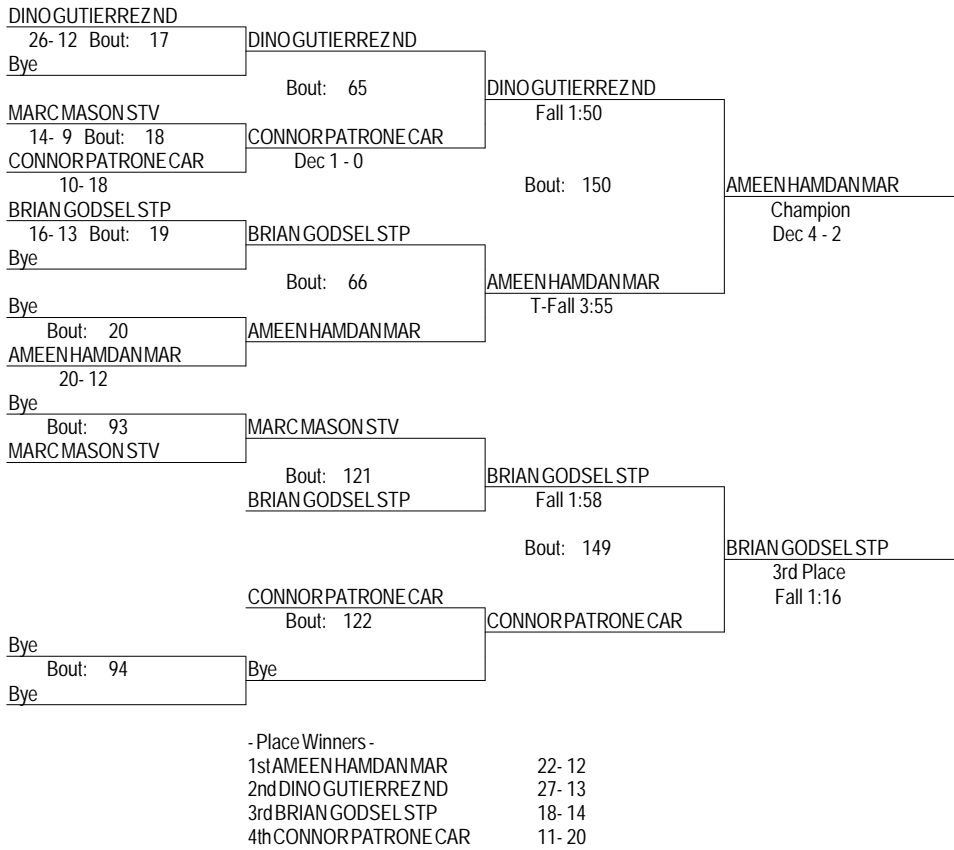 DINO GUTIERREZ ND
26- 12 Bout: 17
DINO GUTIERREZ ND
Bye
Bout: 65
DINO GUTIERREZ ND
MARC MASON STV
Fall 1:50
14- 9 Bout: 18
CONNOR PATRONE CAR
CONNOR PATRONE CAR
Dec 1 - 0
10- 18
Bout: 150
AMEEN HAMDAN MAR
BRIAN GODSEL STP
Champion
16- 13 Bout: 19
BRIAN GODSEL STP
Dec 4 - 2
Bye
Bout: 66
AMEEN HAMDAN MAR
Bye
T-Fall 3:55
Bout: 20
AMEEN HAMDAN MAR
AMEEN HAMDAN MAR
20- 12
Bye
Bout: 93
MARC MASON STV
MARC MASON STV
Bout: 121
BRIAN GODSEL STP
BRIAN GODSEL STP
Fall 1:58
Bout: 149
BRIAN GODSEL STP
3rd Place
CONNOR PATRONE CAR
Fall 1:16
Bout: 122
CONNOR PATRONE CAR
Bye
Bout: 94
Bye
Bye
- Place Winners -
1st AMEEN HAMDAN MAR 22- 12
2nd DINO GUTIERREZ ND 27- 13
3rd BRIAN GODSEL STP 18- 14
4th CONNOR PATRONE CAR 11- 20